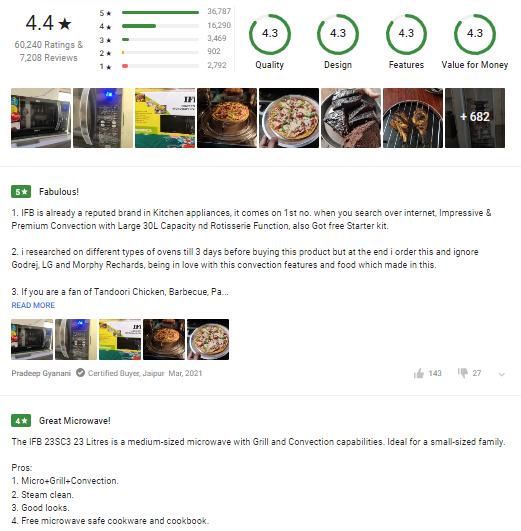 4.4 ★
60,240 Ratings &
7,208 Reviews
5 ★ 36,787
4 ★ 16,290
3 ★ 3,469
2 ★ 902
1 ★ 2,792
4.3 4.3 4.3 4.3
Quality Design Features Value for Money
IFI
+ 682
5 ★ Fabulous!
1. IFB is already a reputed brand in Kitchen appliances, it comes on 1st no. when you search over internet, Impressive &
Premium Convection with Large 30L Capacity nd Rotisserie Function, also Got free Starter kit.
2. i researched on different types of ovens till 3 days before buying this product but at the end i order this and ignore
Godrej, LG and Morphy Rechards, being in love with this convection features and food which made in this.
3. If you are a fan of Tandoori Chicken, Barbecue, Pa...
READ MORE
Pradeep Gyanani Certified Buyer, Jaipur Mar, 2021 143 27
4 ★ Great Microwave!
The IFB 23SC3 23 Litres is a medium-sized microwave with Grill and Convection capabilities. Ideal for a small-sized family.
Pros:
1. Micro+Grill+Convection.
2. Steam clean.
3. Good looks.
4. Free microwave safe cookware and cookbook.